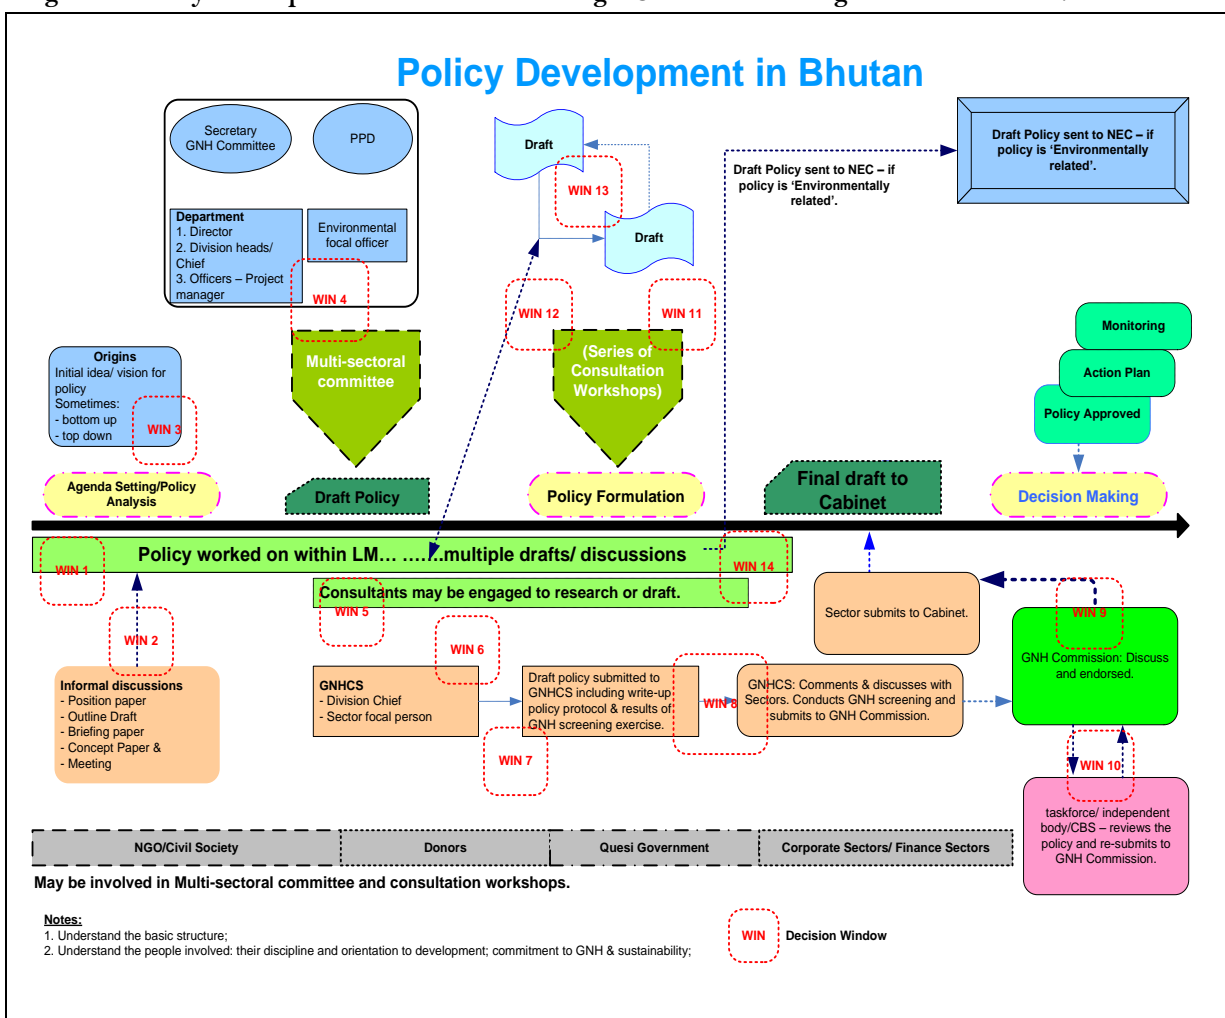 Policy Development in Bhutan
Secretary
GNH Committee
PPD
Department
1. Director
2. Division heads/
Chief
3. Officers – Project
manager
Environmental
focal officer
WIN 4
Draft
WIN 13
Draft
Draft Policy sent to NEC – if
policy is ‘Environmentally
related’.
Draft Policy sent to NEC – if
policy is ‘Environmentally
related’.
WIN 12
WIN 11
Multi-sectoral
committee
(Series of
Consultation
Workshops)
Monitoring
Action Plan
Policy Approved
Origins
Initial idea/ vision for
policy
Sometimes:
- bottom up
- top down
WIN 3
Agenda Setting/Policy
Analysis
Draft Policy
Policy Formulation
Final draft to
Cabinet
Decision Making
Policy worked on within LM… …….multiple drafts/ discussions
WIN 1
WIN 14
Consultants may be engaged to research or draft.
WIN 5
WIN 2
WIN 6
Sector submits to Cabinet.
WIN 9
Informal discussions
- Position paper
- Outline Draft
- Briefing paper
- Concept Paper &
- Meeting
GNHCS
- Division Chief
- Sector focal person
WIN 7
Draft policy submitted to
GNHCS including write-up
policy protocol & results of
GNH screening exercise.
WIN 8
GNHCS: Comments & discusses with
Sectors. Conducts GNH screening and
submits to GNH Commission.
GNH Commission: Discuss
and endorsed.
WIN 10
taskforce/ independent
body/CBS – reviews the
policy and re-submits to
GNH Commission.
NGO/Civil Society
Donors
Quesi Government
Corporate Sectors/ Finance Sectors
May be involved in Multi-sectoral committee and consultation workshops.
Notes:
1. Understand the basic structure;
2. Understand the people involved: their discipline and orientation to development; commitment to GNH & sustainability;
WIN
Decision Window